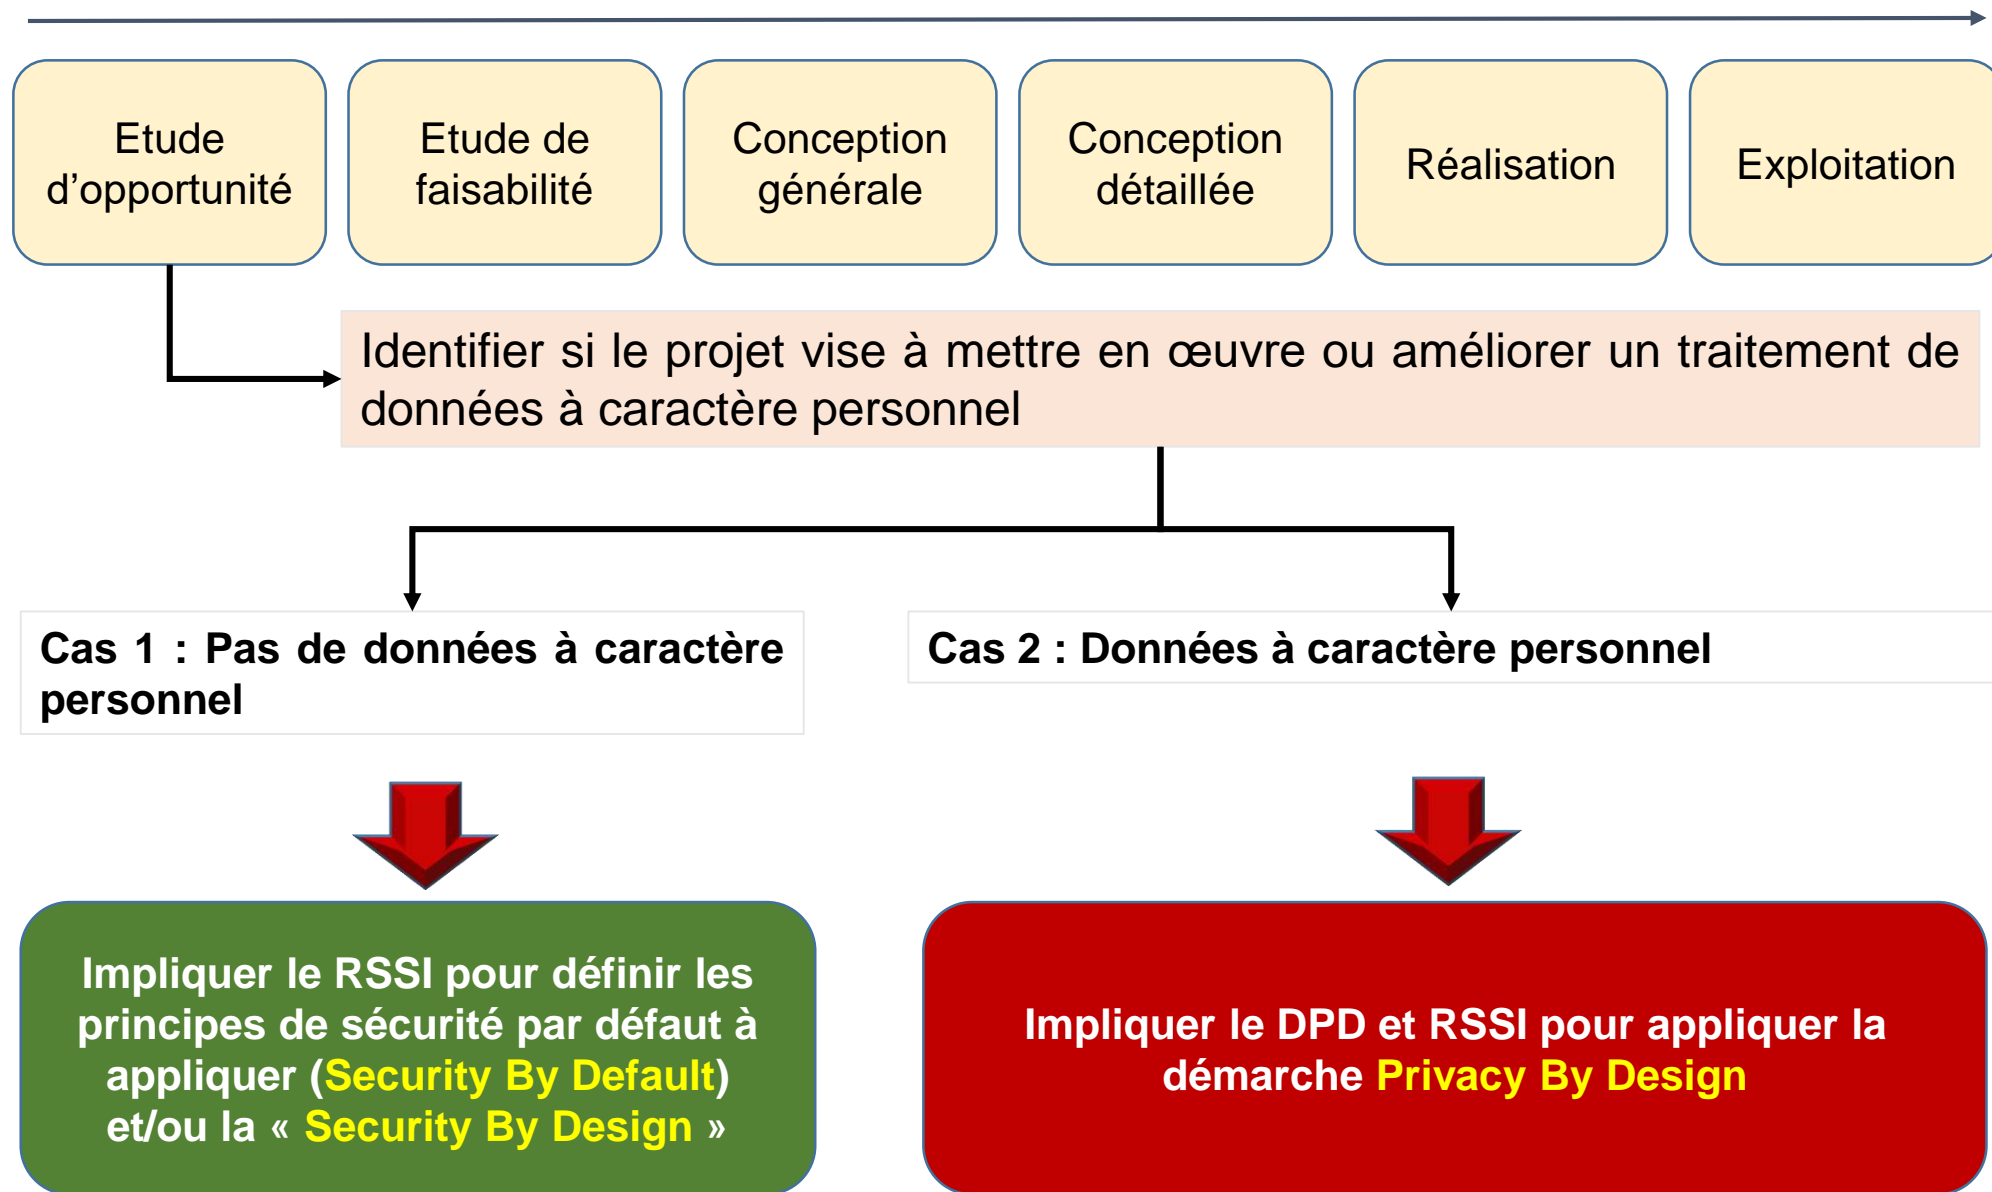 Etude
d’opportunité
Etude de
faisabilité
Conception
générale
Conception
détaillée
Réalisation
Exploitation
Identifier si le projet vise à mettre en œuvre ou améliorer un traitement de
données à caractère personnel
Cas 1 : Pas de données à caractère
personnel
Cas 2 : Données à caractère personnel
Impliquer le RSSI pour définir les
principes de sécurité par défaut à
appliquer (Security By Default)
et/ou la « Security By Design »
Impliquer le DPD et RSSI pour appliquer la
démarche Privacy By Design